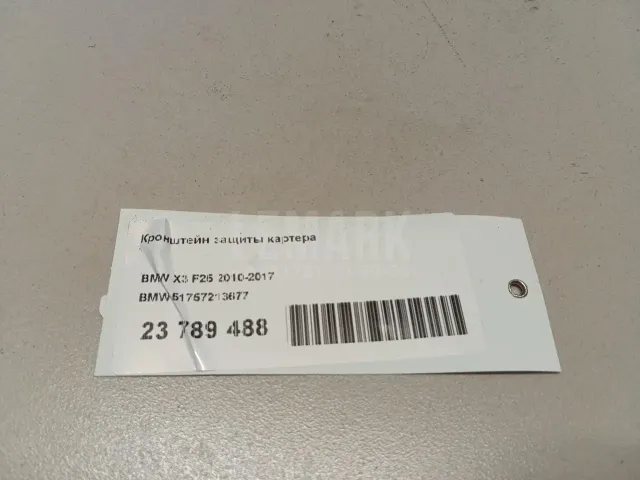 Кронштейн защиты картера
BMW X3 F25 2010-2017
BMW 51757213677
23 789 488